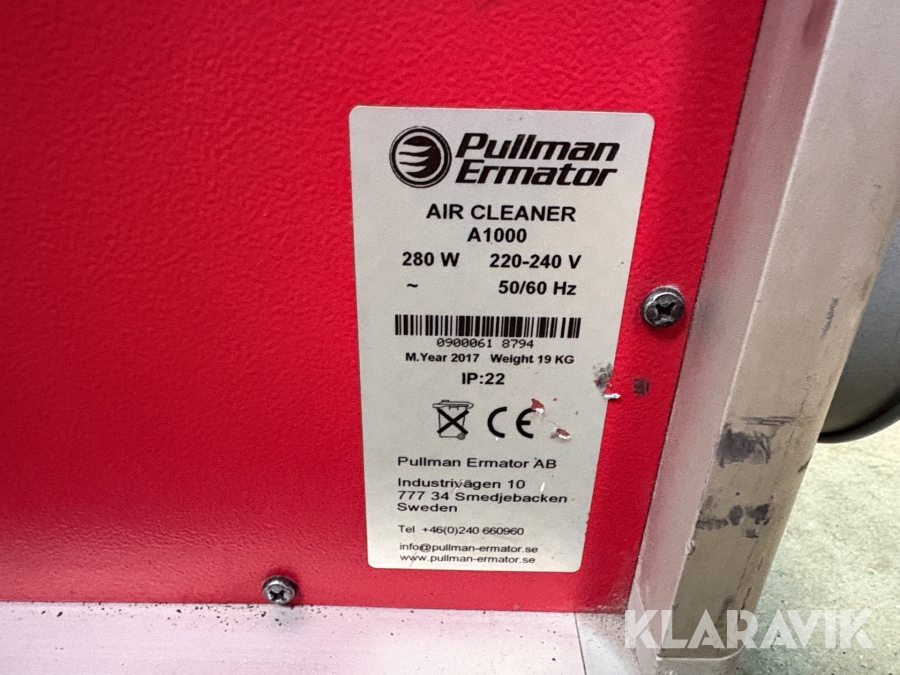 Pullman
Ermator
AIR CLEANER
A1000
280 W 220-240 V
~ 50/60 Hz
0900061 8794
M.Year 2017 Weight 19 KG
IP:22
CE
Pullman Ermator AB
Industrivägen 10
777 34 Smedjebacken
Sweden
Tel +46(0)240 660960
info@pullman-ermator.se
www.pullman-ermator.se
KLARAVIK